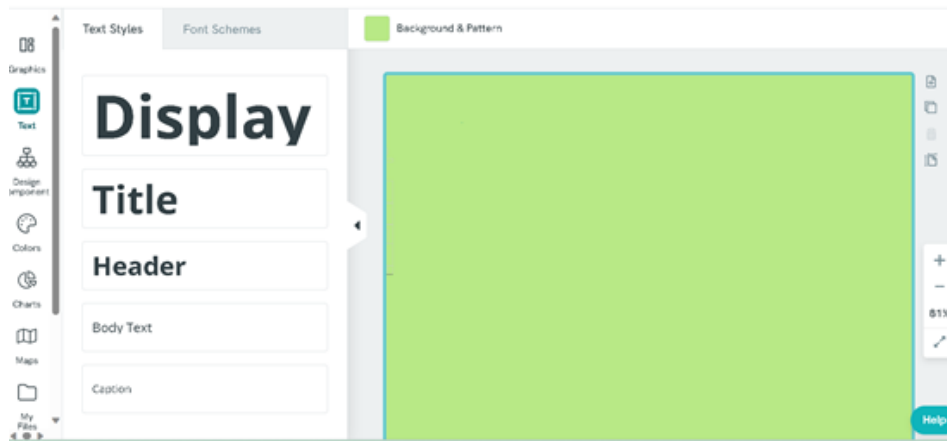 Text Styles
Font Schemes
Background & Pattern
Graphics
Text
Design
omponent
Colors
Charts
Maps
My
Files
Display
Title
Header
Body Text
Caption
T
Help